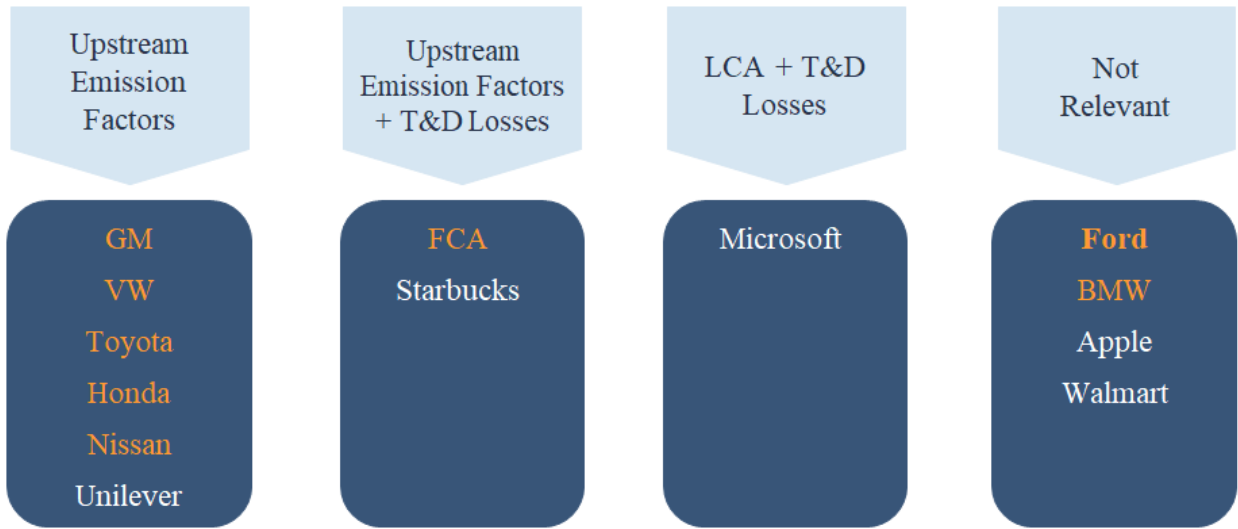 Upstream
Emission
Factors
Upstream
Emission Factors
+ T&D Losses
LCA + T&D
Losses
Not
Relevant
GM
VW
Toyota
Honda
Nissan
Unilever
FCA
Starbucks
Microsoft
Ford
BMW
Apple
Walmart